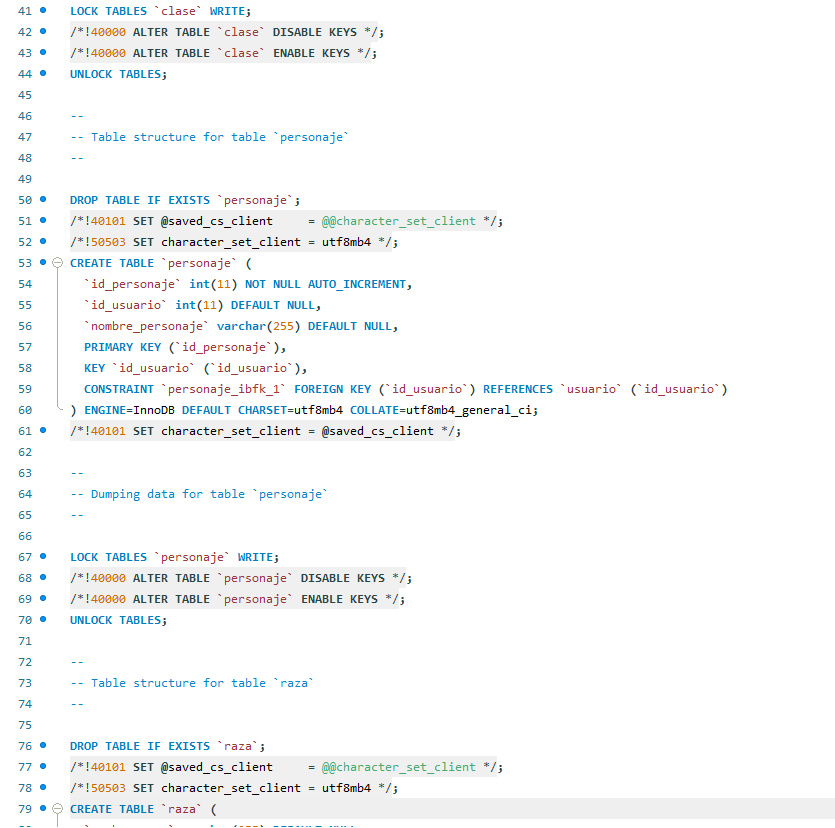 41 LOCK TABLES `clase` WRITE;
42 /*!40000 ALTER TABLE `clase` DISABLE KEYS */;
43 /*!40000 ALTER TABLE `clase` ENABLE KEYS */;
44 UNLOCK TABLES;
45
46 --
47 -- Table structure for table `personaje`
48 --
49
50 DROP TABLE IF EXISTS `personaje`;
51 /*!40101 SET @saved_cs_client     = @@character_set_client */;
52 /*!50503 SET character_set_client = utf8mb4 */;
53 CREATE TABLE `personaje` (
54   `id_personaje` int(11) NOT NULL AUTO_INCREMENT,
55   `id_usuario` int(11) DEFAULT NULL,
56   `nombre_personaje` varchar(255) DEFAULT NULL,
57   PRIMARY KEY (`id_personaje`),
58   KEY `id_usuario` (`id_usuario`),
59   CONSTRAINT `personaje_ibfk_1` FOREIGN KEY (`id_usuario`) REFERENCES `usuario` (`id_usuario`)
60 ) ENGINE=InnoDB DEFAULT CHARSET=utf8mb4 COLLATE=utf8mb4_general_ci;
61 /*!40101 SET character_set_client = @saved_cs_client */;
62
63 --
64 -- Dumping data for table `personaje`
65 --
66
67 LOCK TABLES `personaje` WRITE;
68 /*!40000 ALTER TABLE `personaje` DISABLE KEYS */;
69 /*!40000 ALTER TABLE `personaje` ENABLE KEYS */;
70 UNLOCK TABLES;
71
72 --
73 -- Table structure for table `raza`
74 --
75
76 DROP TABLE IF EXISTS `raza`;
77 /*!40101 SET @saved_cs_client     = @@character_set_client */;
78 /*!50503 SET character_set_client = utf8mb4 */;
79 CREATE TABLE `raza` (